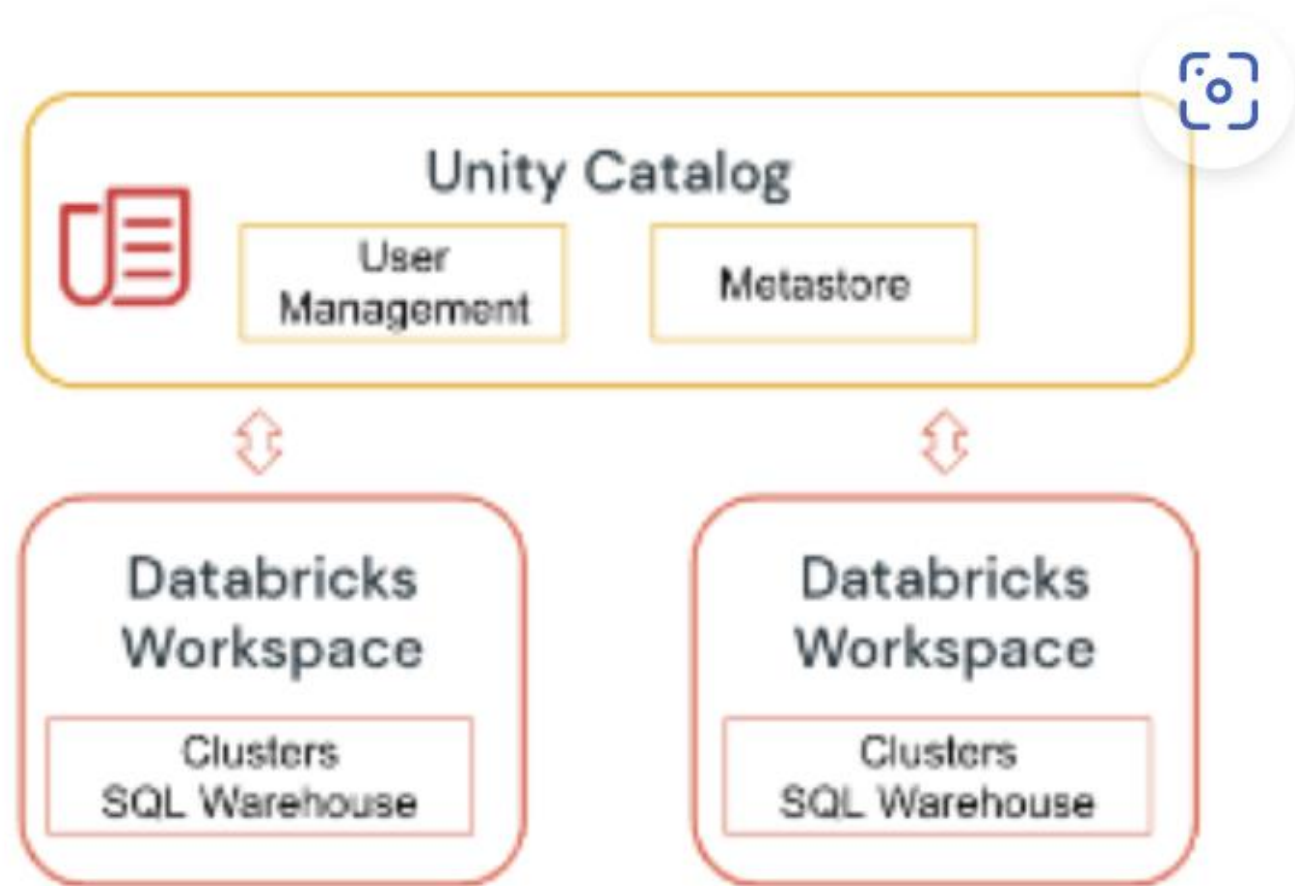 Unity Catalog
User
Management
Metastore
Databricks
Workspace
Clusters
SQL Warehouse
Databricks
Workspace
Clusters
SQL Warehouse